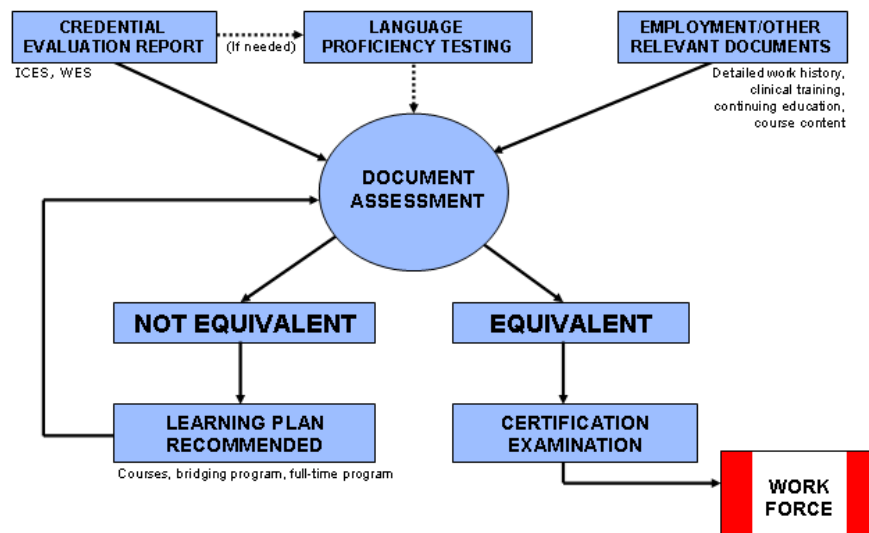 CREDENTIAL
EVALUATION REPORT
(If needed)
LANGUAGE
PROFICIENCY TESTING
EMPLOYMENT/OTHER
RELEVANT DOCUMENTS
ICES, WES
Detailed work history,
clinical training,
continuing education,
course content
DOCUMENT
ASSESSMENT
NOT EQUIVALENT
EQUIVALENT
LEARNING PLAN
RECOMMENDED
CERTIFICATION
EXAMINATION
Courses, bridging program, full-time program
WORK
FORCE